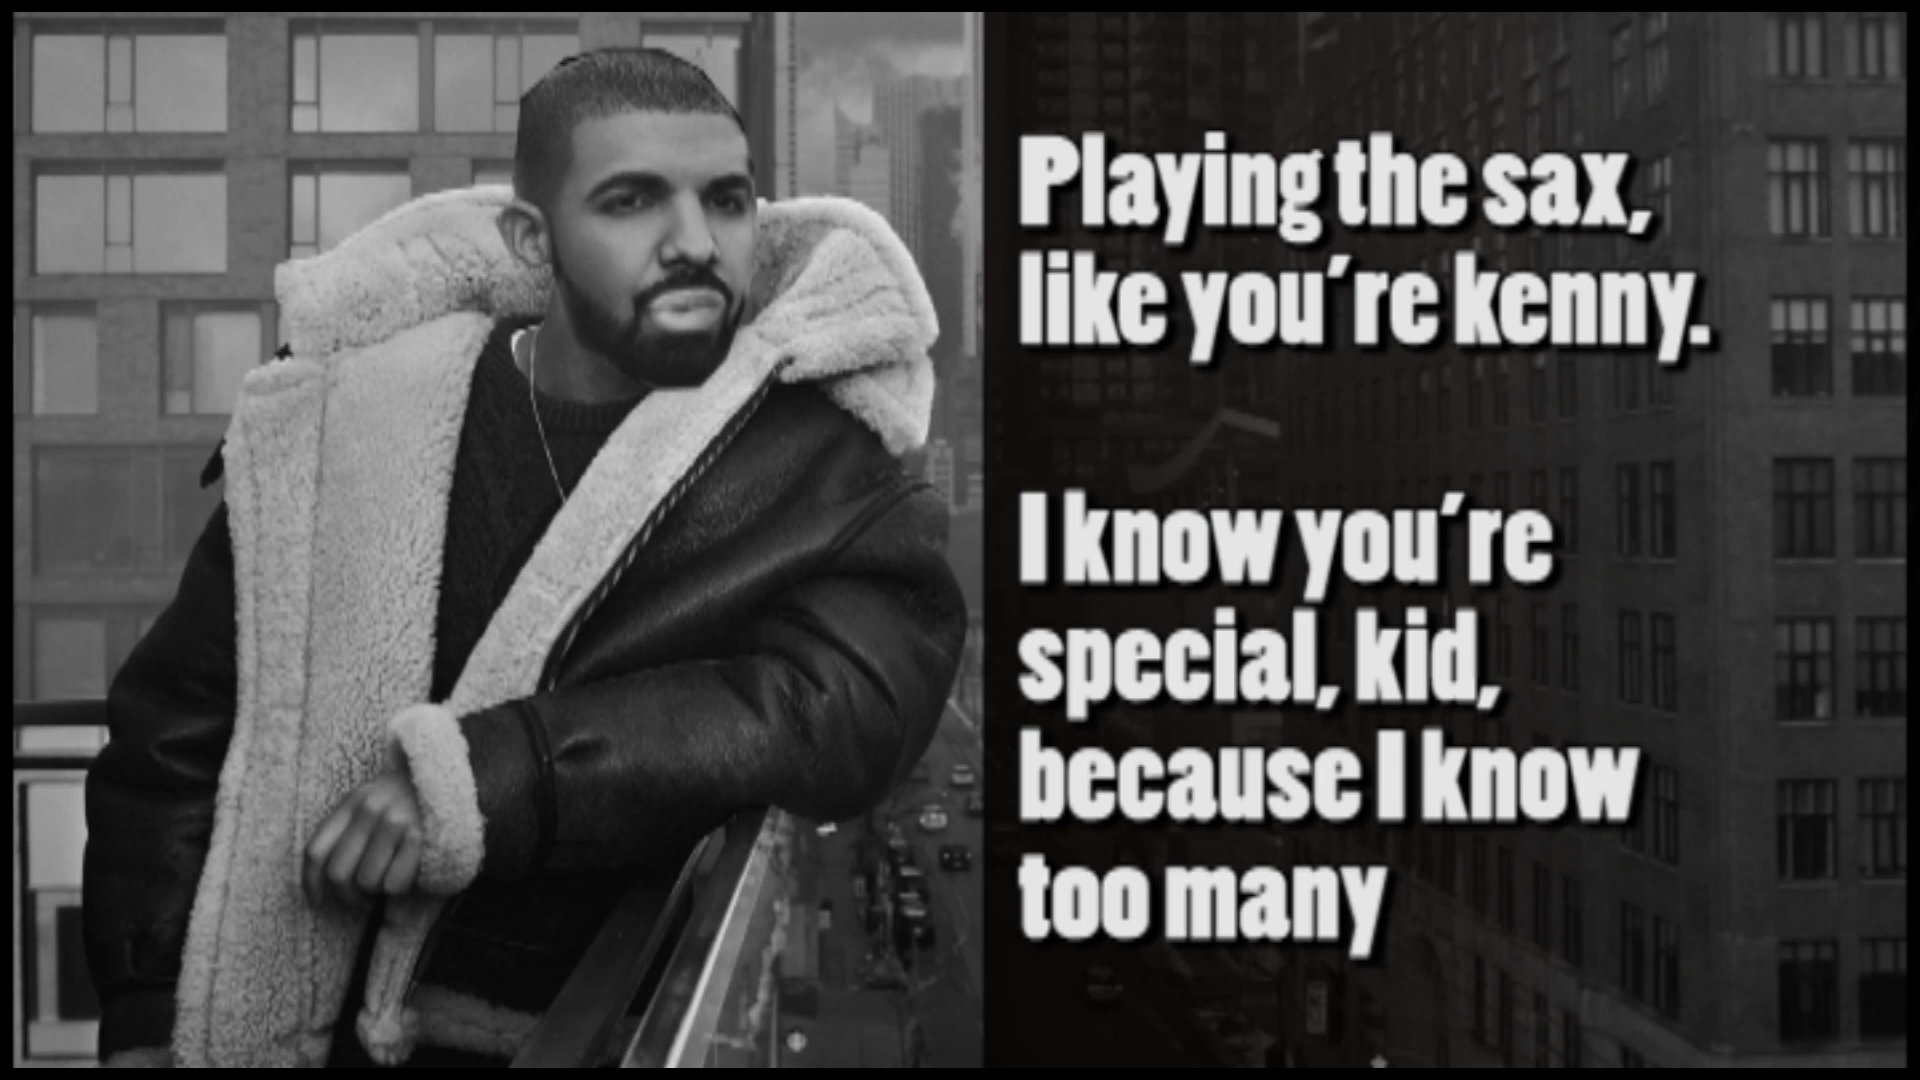 Playing the sax,
like you're kenny.
I know you're
special, kid,
because I know
too many